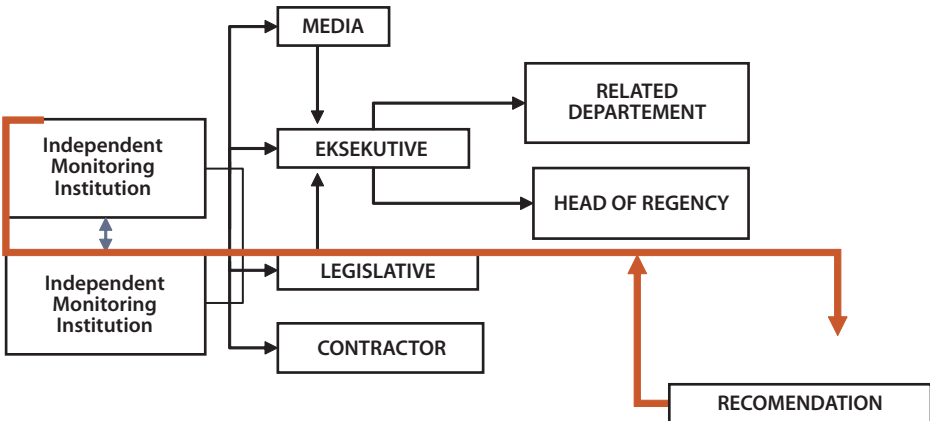 MEDIA
RELATED
DEPARTEMENT
Independent
Monitoring
Institution
EKSEKUTIVE
HEAD OF REGENCY
LEGISLATIVE
Independent
Monitoring
Institution
CONTRACTOR
RECOMENDATION